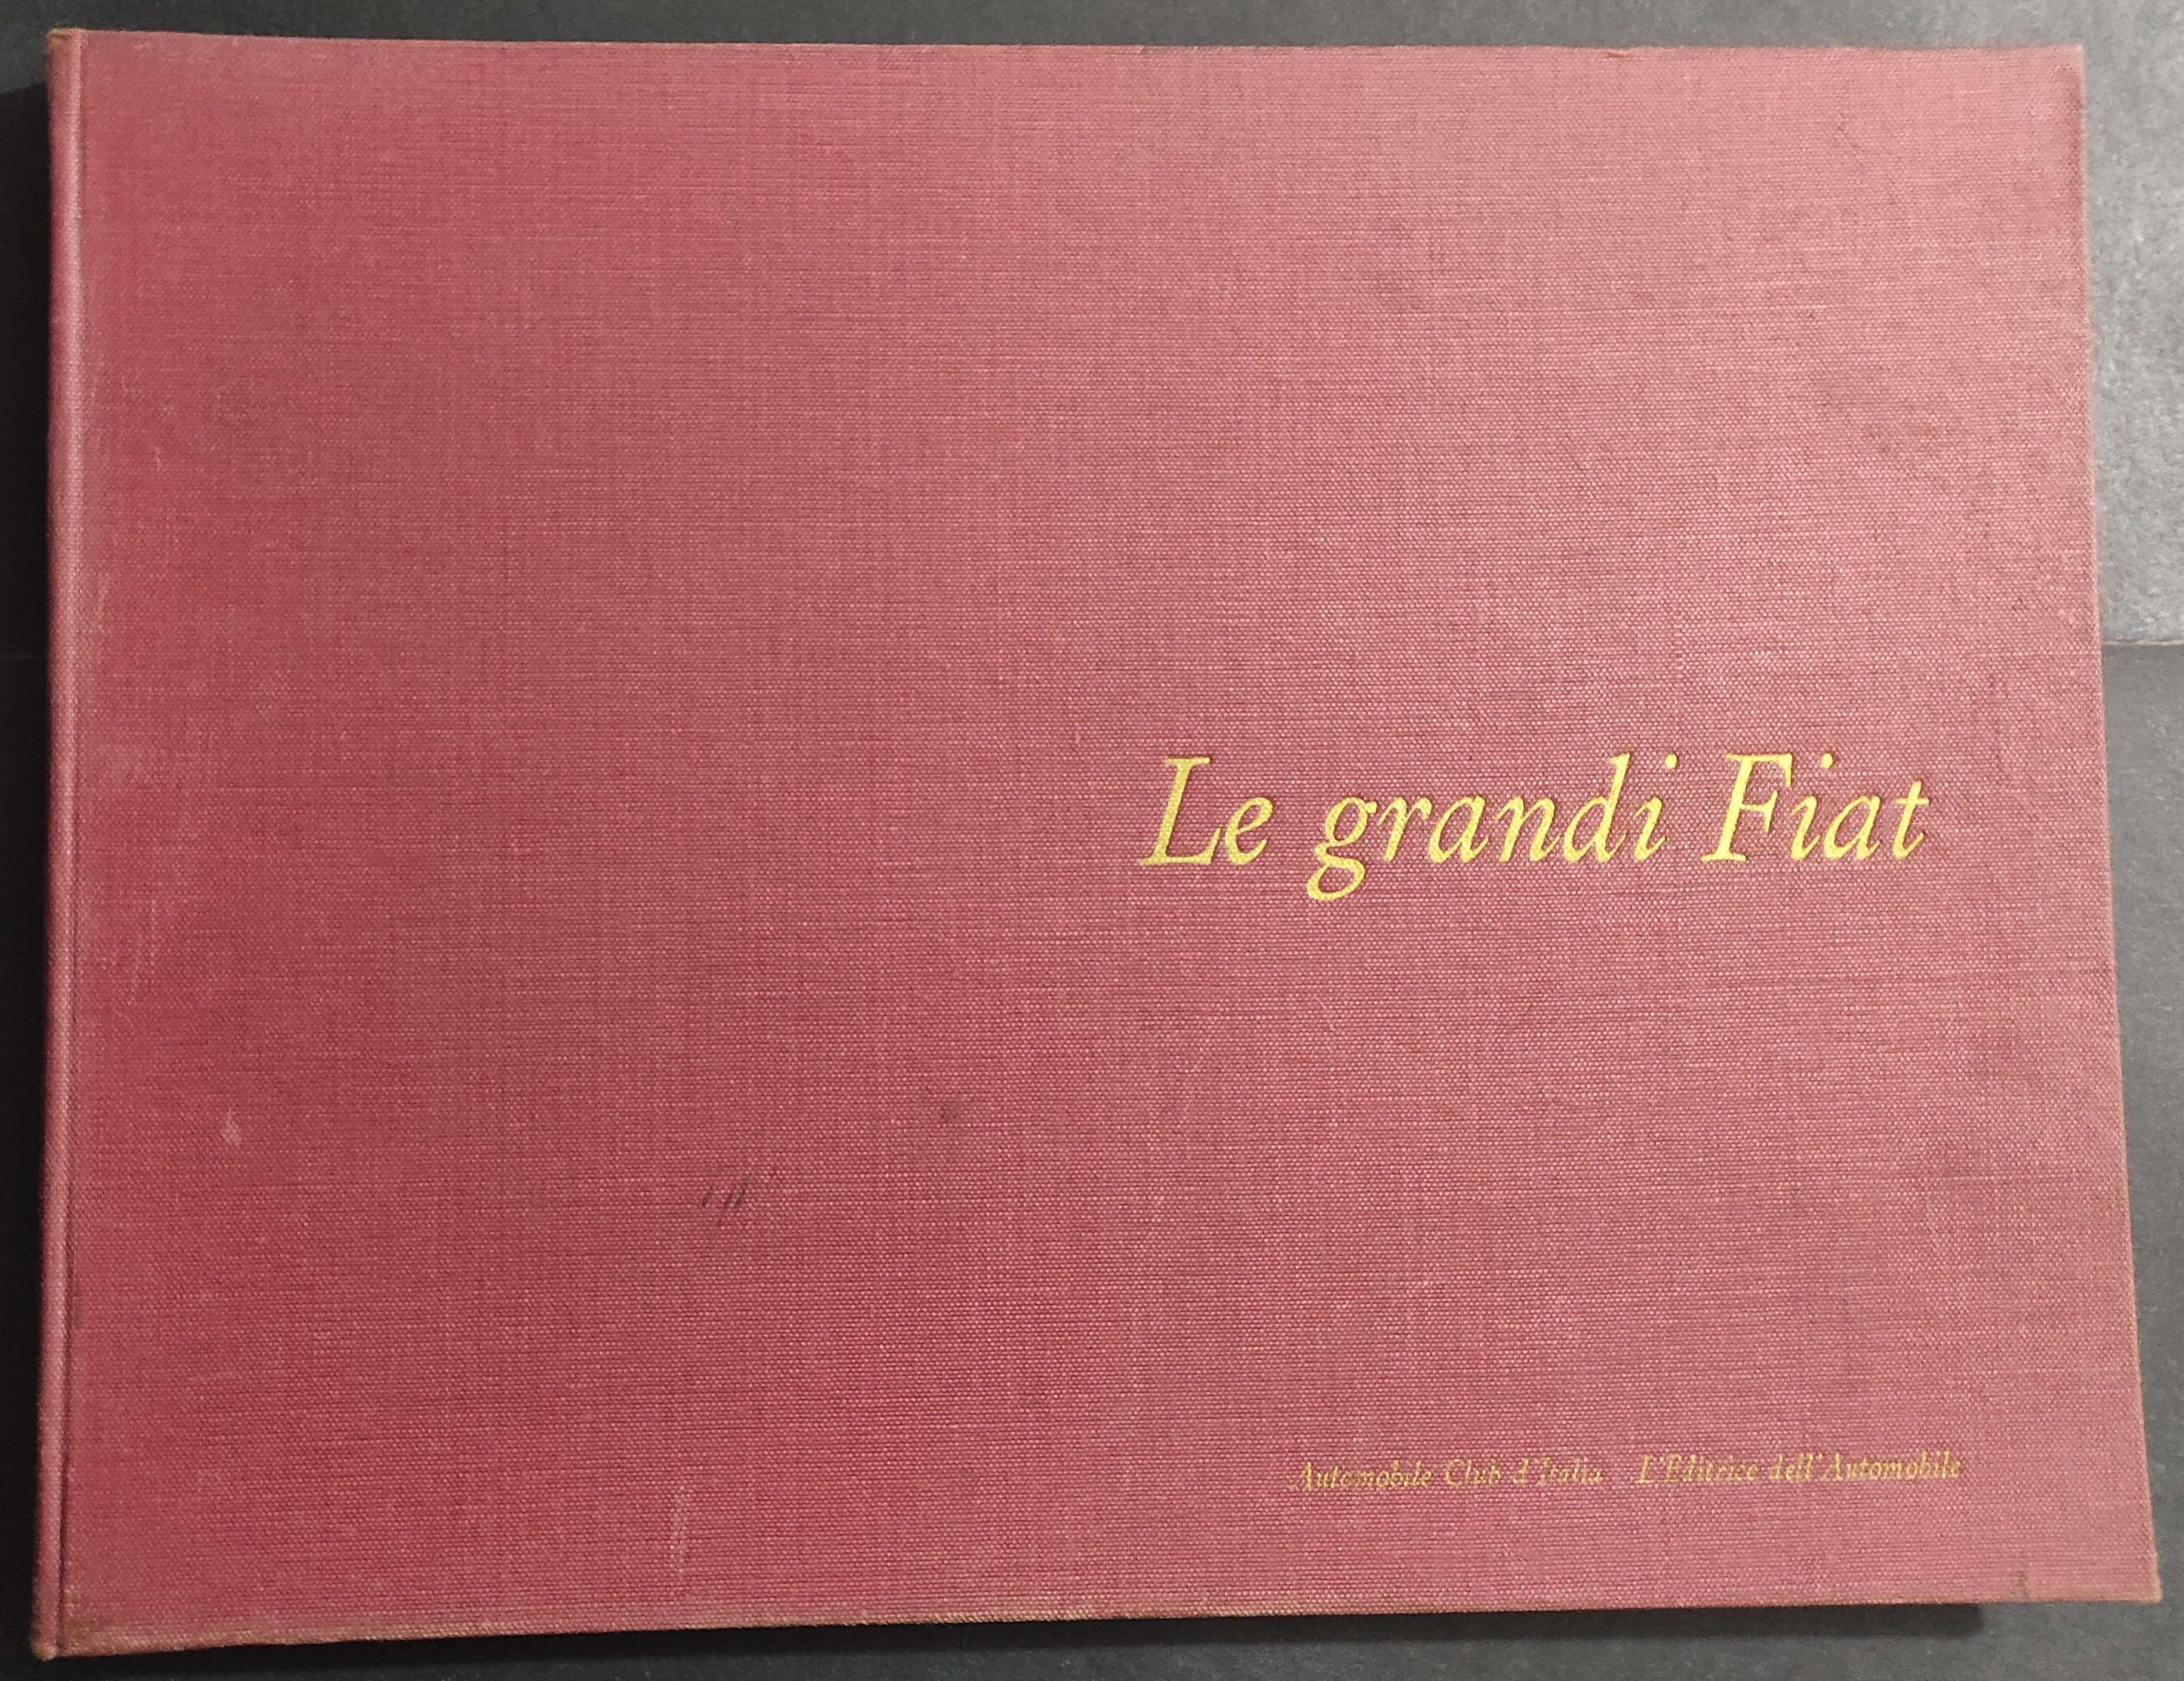 Le grandi Fiat
Automobile Club d'Italia L'Editrice dell'Automobile